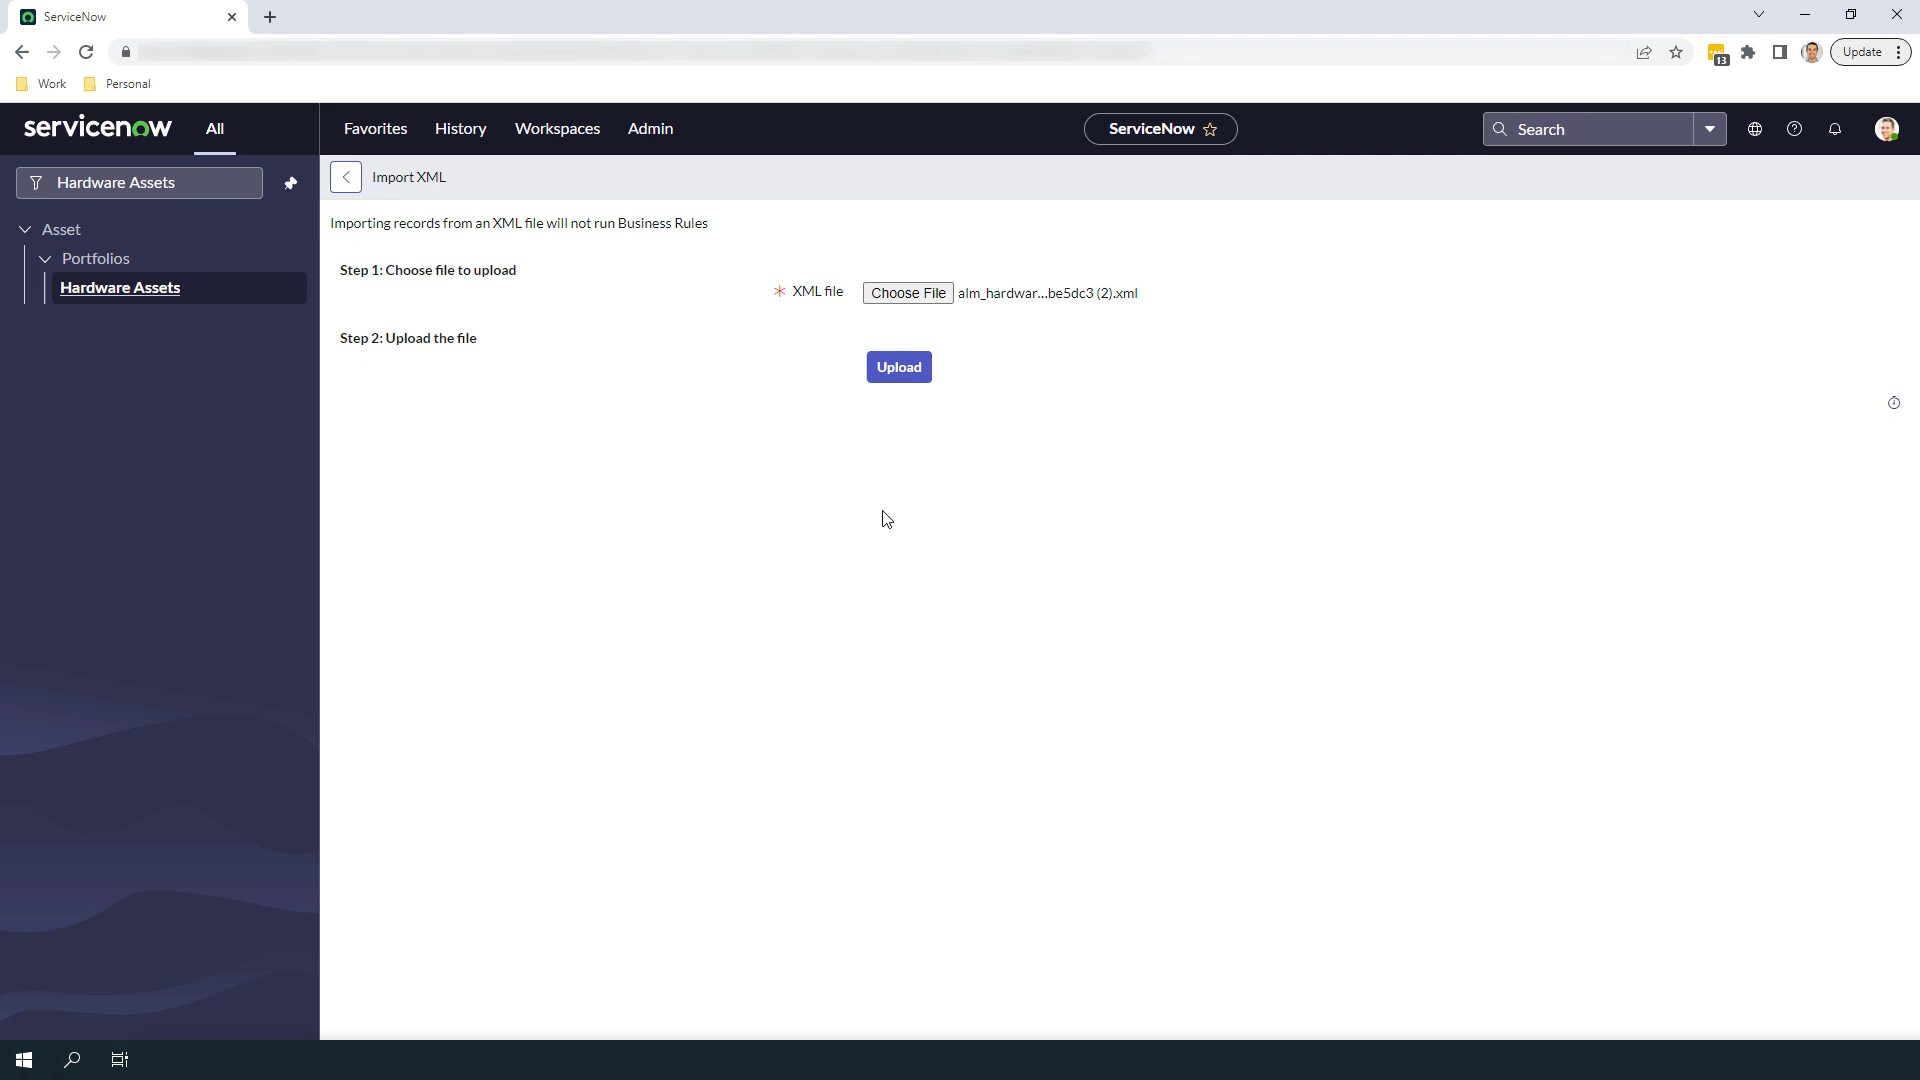 ServiceNow
13
Update
Work
Personal
servicenow
All
Favorites
History
Workspaces
Admin
ServiceNow
Search
Hardware Assets
Import XML
Asset
Importing records from an XML file will not run Business Rules
Portfolios
Hardware Assets
Step 1: Choose file to upload
XML file
Choose File
alm_hardwar...be5dc3 (2).xml
Step 2: Upload the file
Upload